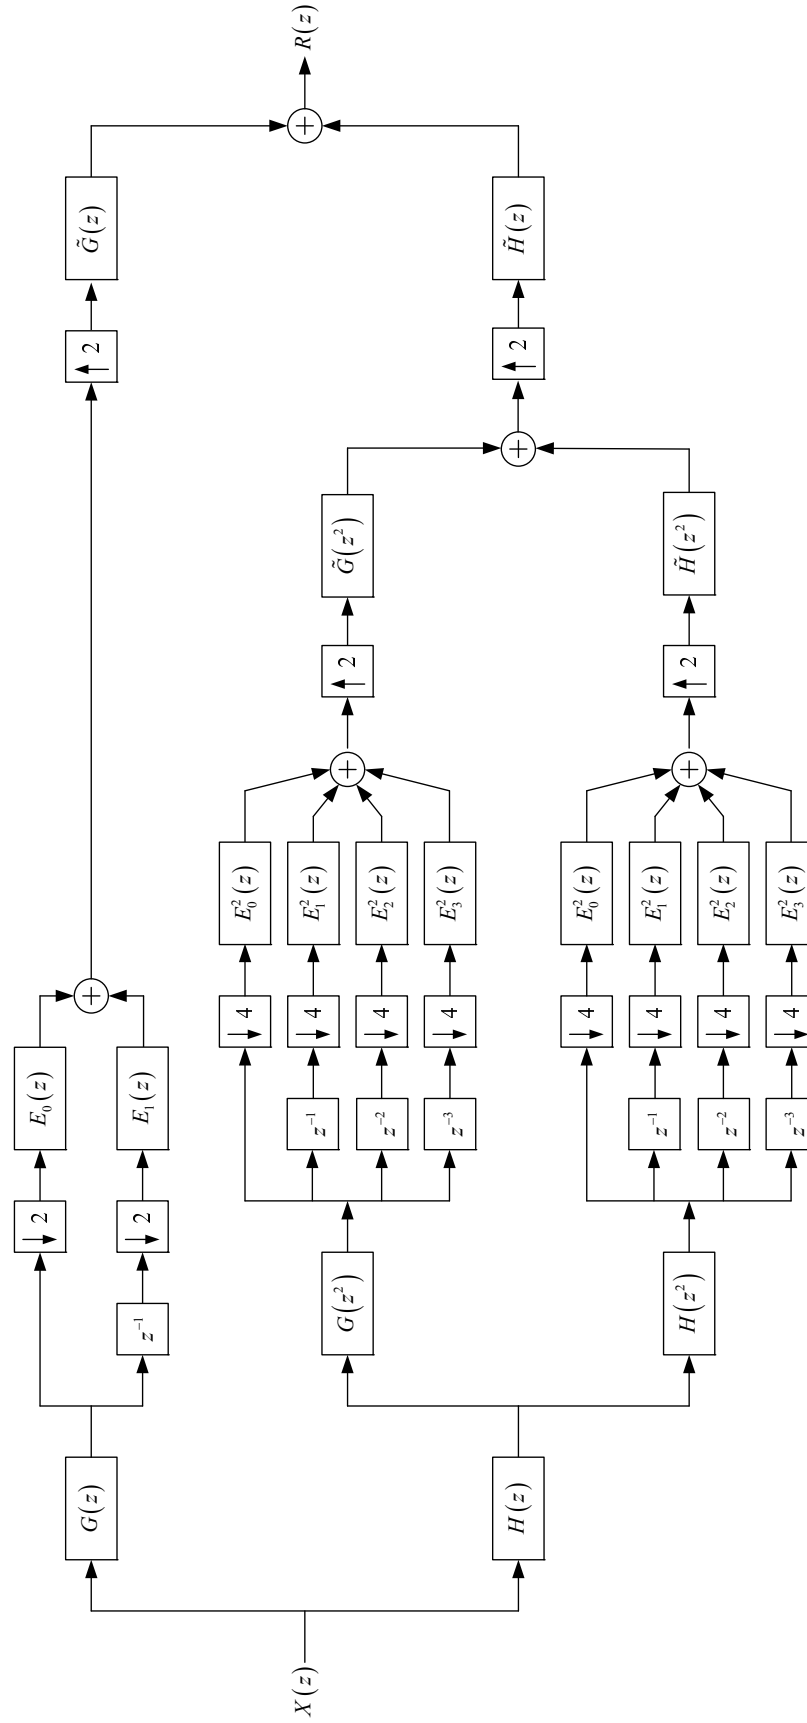 ↓ 2
E₀(z)
G(z)
+
↑ 2
G̃(z)
z⁻¹
↓ 2
E₁(z)
↓ 4
E₀²(z)
↓ 4
z⁻¹
E₁²(z)
X(z)
+
R(z)
G(z²)
+
↑ 2
G̃(z²)
z⁻²
↓ 4
E₂²(z)
z⁻³
↓ 4
E₃²(z)
H(z)
+
↑ 2
H̃(z)
↓ 4
E₀²(z)
z⁻¹
↓ 4
E₁²(z)
H(z²)
+
↑ 2
H̃(z²)
z⁻²
↓ 4
E₂²(z)
z⁻³
↓ 4
E₃²(z)